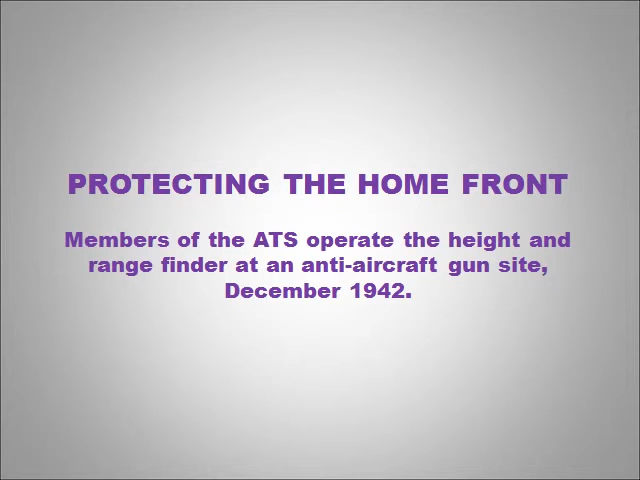 PROTECTING THE HOME FRONT
Members of the ATS operate the height and
range finder at an anti-aircraft gun site,
December 1942.